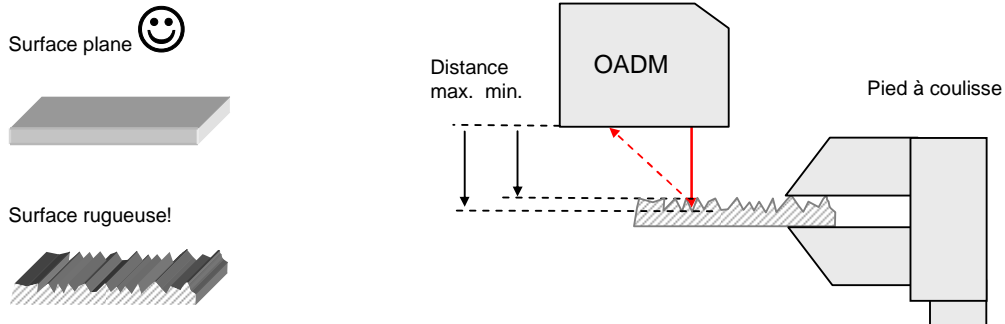 Surface plane
Distance
max. min.
OADM
Pied à coulisse
Surface rugueuse!